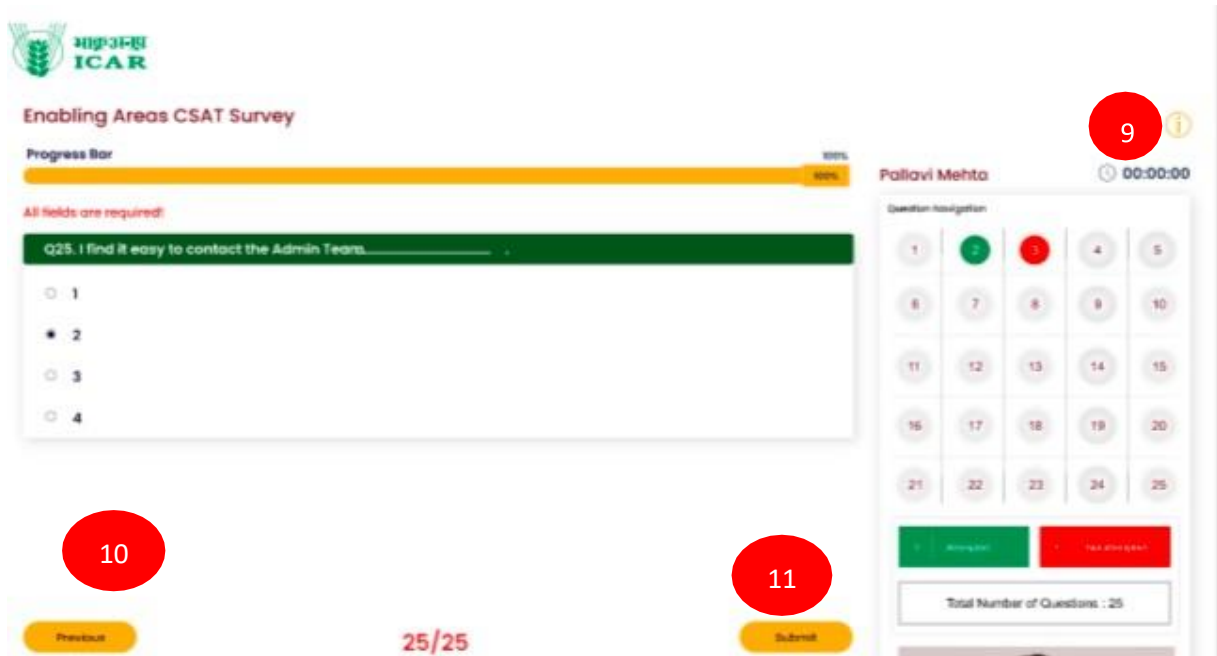 भाकृअनुप
ICAR
Enabling Areas CSAT Survey
9
Progress Bar
100%
100%
Pallavi Mehta
00:00:00
All fields are required!
Question Navigation
Q25. I find it easy to contact the Admin Team____________ .
1
2
3
4
1 2 3 4 5
6 7 8 9 10
11 12 13 14 15
16 17 18 19 20
21 22 23 24 25
10
11
Total Number of Questions : 25
Previous
25/25
Submit